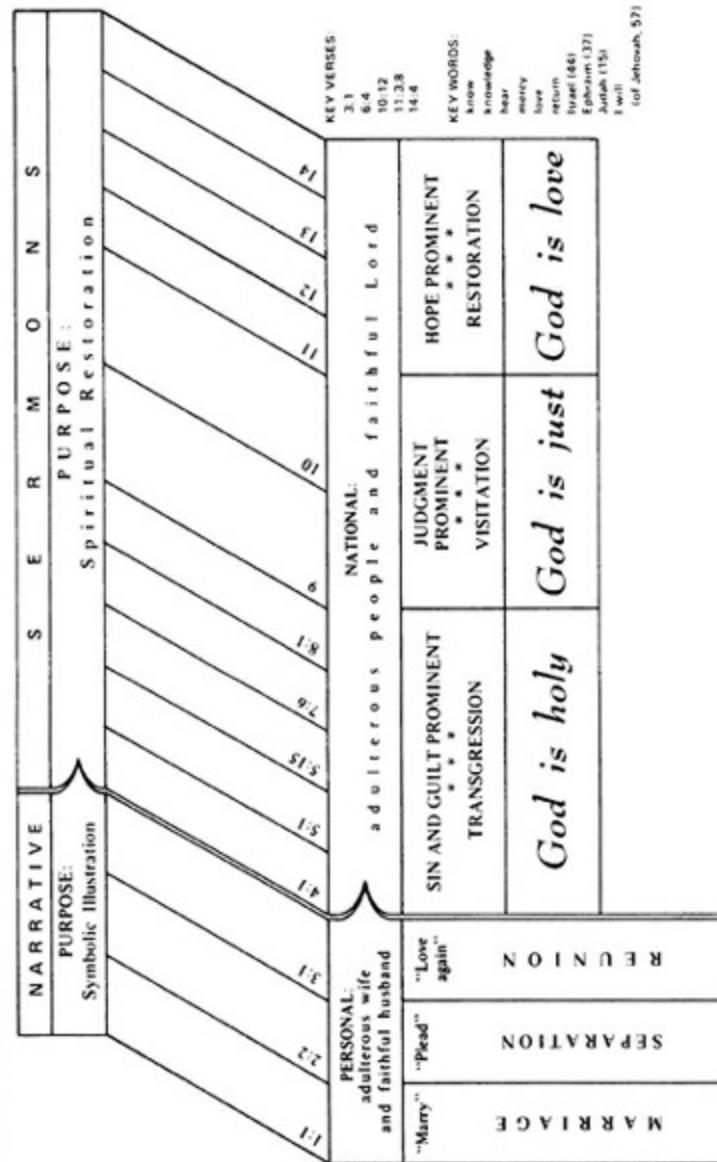 NARRATIVE
SERMONS
PURPOSE:
Symbolic Illustration
PURPOSE:
Spiritual Restoration
1:1
2:2
3:1
4:1
5:1
5:15
7:6
8:1
9
10
11
12
13
14
PERSONAL:
adulterous wife
and faithful husband
NATIONAL:
adulterous people and faithful Lord
"Marry"
"Plead"
"Love
again"
MARRIAGE
SEPARATION
REUNION
SIN AND GUILT PROMINENT
* * *
TRANSGRESSION
JUDGMENT
PROMINENT
* * *
VISITATION
HOPE PROMINENT
* * *
RESTORATION
God is holy
God is just
God is love
KEY VERSES:
3:1
6:4
10:12
11:3,8
14:4
KEY WORDS:
know
knowledge
hear
mercy
love
return
Israel (44)
Ephraim (37)
Judah (15)
I will
(of Jehovah, 57)